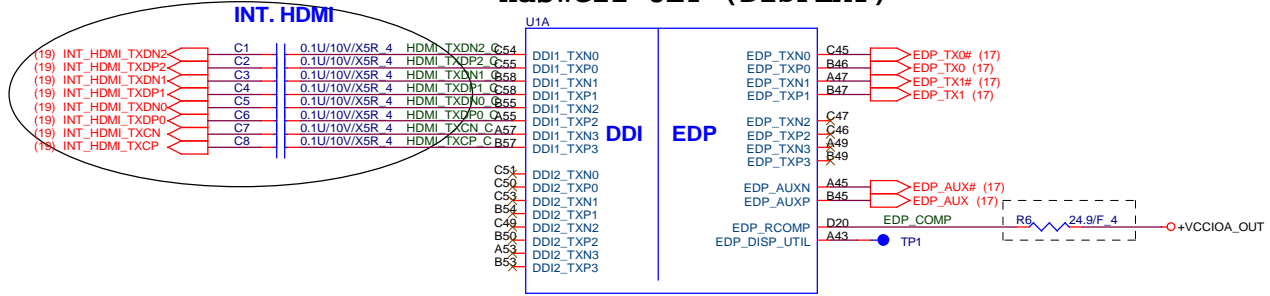 INT. HDMI
U1A
(19) INT_HDMI_TXDN2 C1 0.1U/10V/X5R_4 HDMI_TXDN2_C C54 DDI1_TXN0 EDP_TXN0 C45 EDP_TX0# (17)
(19) INT_HDMI_TXDP2 C2 0.1U/10V/X5R_4 HDMI_TXDP2_C C55 DDI1_TXP0 EDP_TXP0 B46 EDP_TX0 (17)
(19) INT_HDMI_TXDN1 C3 0.1U/10V/X5R_4 HDMI_TXDN1_C B58 DDI1_TXN1 EDP_TXN1 A47 EDP_TX1# (17)
(19) INT_HDMI_TXDP1 C4 0.1U/10V/X5R_4 HDMI_TXDP1_C C58 DDI1_TXP1 EDP_TXP1 B47 EDP_TX1 (17)
(19) INT_HDMI_TXDN0 C5 0.1U/10V/X5R_4 HDMI_TXDN0_C B55 DDI1_TXN2
(19) INT_HDMI_TXDP0 C6 0.1U/10V/X5R_4 HDMI_TXDP0_C A55 DDI1_TXP2 EDP_TXN2 C47
(19) INT_HDMI_TXCN C7 0.1U/10V/X5R_4 HDMI_TXCN_C A57 DDI1_TXN3 EDP_TXP2 C46
(19) INT_HDMI_TXCP C8 0.1U/10V/X5R_4 HDMI_TXCP_C B57 DDI1_TXP3 EDP_TXN3 A49
EDP_TXP3 B49
DDI EDP
C51 DDI2_TXN0
C50 DDI2_TXP0 EDP_AUXN A45 EDP_AUX# (17)
C53 DDI2_TXN1 EDP_AUXP B45 EDP_AUX (17)
B54 DDI2_TXP1
C49 DDI2_TXN2 EDP_RCOMP D20 EDP_COMP R6 24.9/F_4 +VCCIOA_OUT
B50 DDI2_TXP2 EDP_DISP_UTIL A43 TP1
A53 DDI2_TXN3
B53 DDI2_TXP3